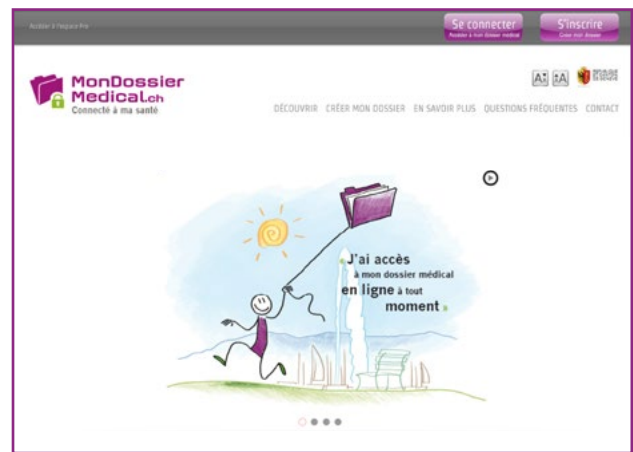 Accéder à l'espace Pro
Se connecter
Accéder à mon dossier médical
S'inscrire
Créer mon dossier
MonDossier
Medical.ch
Connecté à ma santé
DÉCOUVRIR CRÉER MON DOSSIER EN SAVOIR PLUS QUESTIONS FRÉQUENTES CONTACT
« J'ai accès
à mon dossier médical
en ligne à tout
moment »